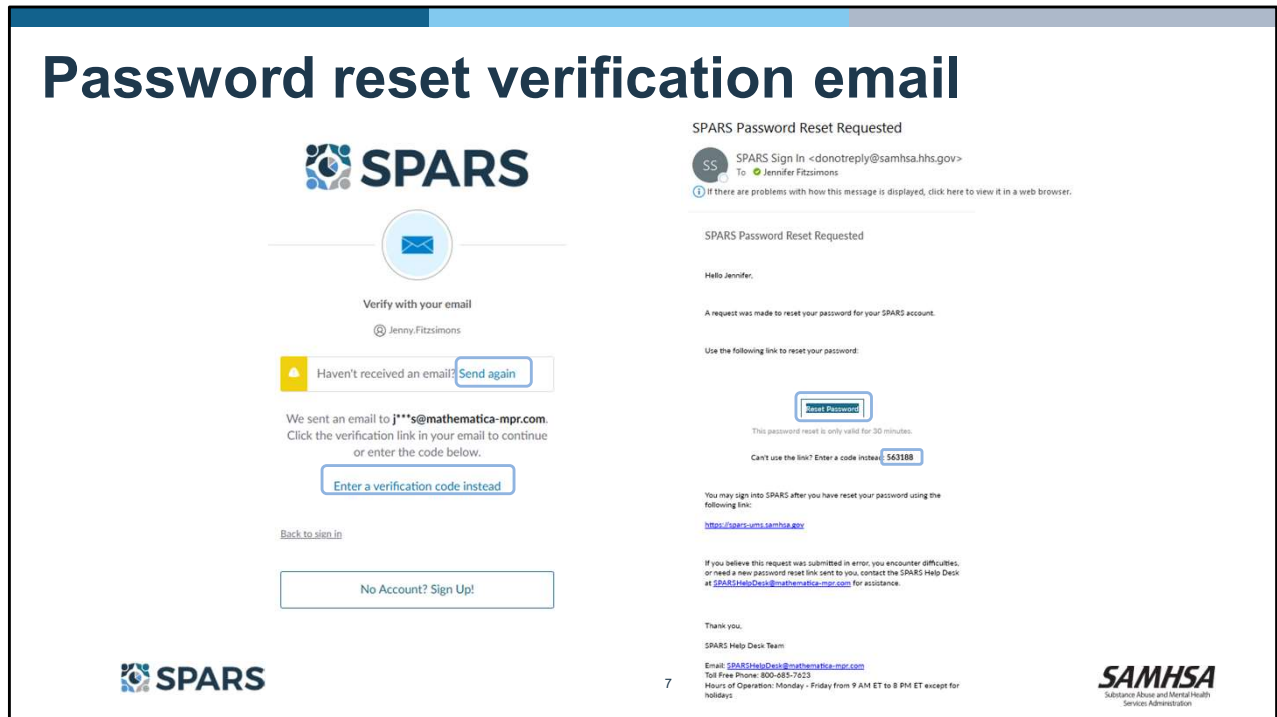 Password reset verification email
SPARS
Verify with your email
Jenny.Fitzsimons
Haven't received an email? Send again
We sent an email to j***s@mathematica-mpr.com.
Click the verification link in your email to continue
or enter the code below.
Enter a verification code instead
Back to sign in
No Account? Sign Up!
SPARS Password Reset Requested
SS
SPARS Sign In <donotreply@samhsa.hhs.gov>
To Jennifer Fitzsimons
If there are problems with how this message is displayed, click here to view it in a web browser.
SPARS Password Reset Requested
Hello Jennifer,
A request was made to reset your password for your SPARS account.
Use the following link to reset your password:
Reset Password
This password reset is only valid for 30 minutes.
Can't use the link? Enter a code instead: 563188
You may sign into SPARS after you have reset your password using the
following link:
https://spars-ums.samhsa.gov
If you believe this request was submitted in error, you encounter difficulties,
or need a new password reset link sent to you, contact the SPARS Help Desk
at SPARSHelpDesk@mathematica-mpr.com for assistance.
Thank you,
SPARS Help Desk Team
Email: SPARSHelpDesk@mathematica-mpr.com
Toll Free Phone: 800-685-7623
Hours of Operation: Monday - Friday from 9 AM ET to 8 PM ET except for
holidays
SPARS
7
SAMHSA
Substance Abuse and Mental Health
Services Administration